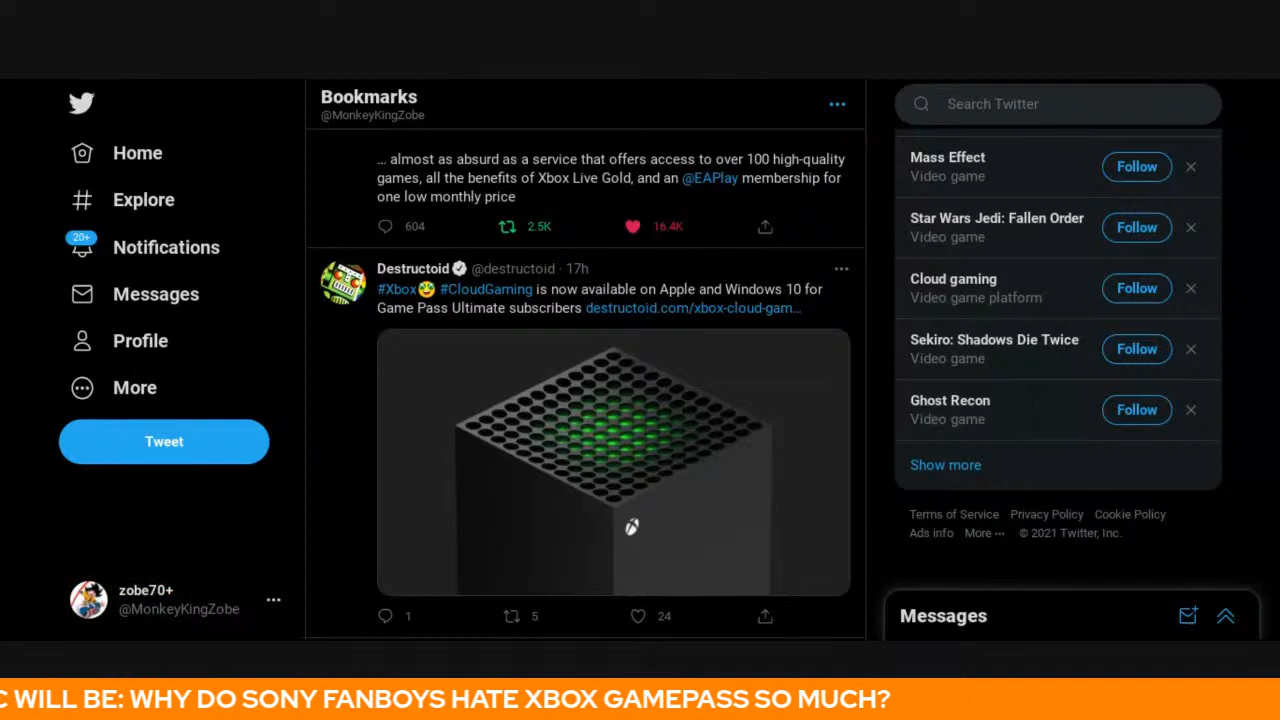 Home
Explore
20+
Notifications
Messages
Profile
More
Tweet
zobe70+
@MonkeyKingZobe
Bookmarks
@MonkeyKingZobe
... almost as absurd as a service that offers access to over 100 high-quality
games, all the benefits of Xbox Live Gold, and an @EAPlay membership for
one low monthly price
604 2.5K 16.4K
Destructoid @destructoid · 17h
#Xbox #CloudGaming is now available on Apple and Windows 10 for
Game Pass Ultimate subscribers destructoid.com/xbox-cloud-gam...
1 5 24
Search Twitter
Mass Effect
Video game
Follow
Star Wars Jedi: Fallen Order
Video game
Follow
Cloud gaming
Video game platform
Follow
Sekiro: Shadows Die Twice
Video game
Follow
Ghost Recon
Video game
Follow
Show more
Terms of Service Privacy Policy Cookie Policy
Ads info More ··· © 2021 Twitter, Inc.
Messages
C WILL BE: WHY DO SONY FANBOYS HATE XBOX GAMEPASS SO MUCH?